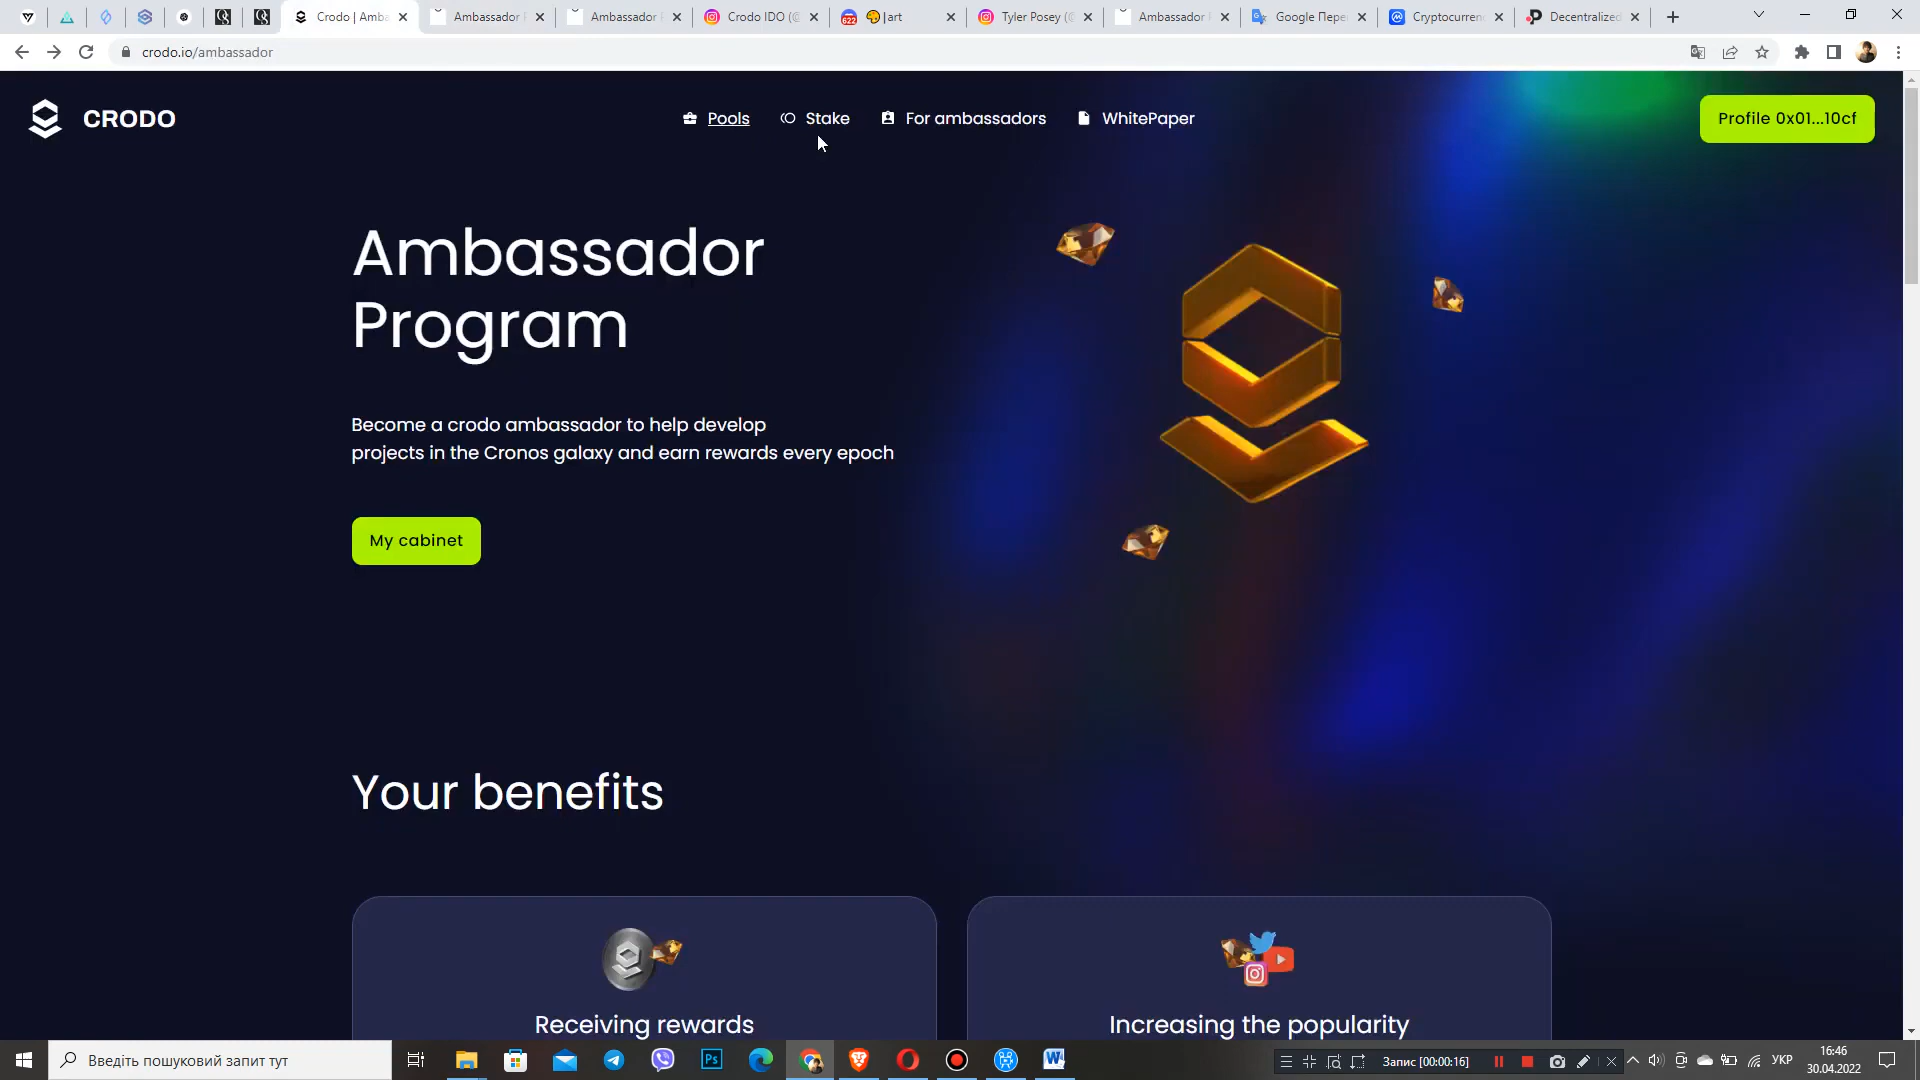 Crodo | Amba
Ambassador
Ambassador
Crodo IDO (@
622
|art
Tyler Posey (@
Ambassador
Google Пере
Cryptocurren
Decentralized
crodo.io/ambassador
CRODO
Pools
Stake
For ambassadors
WhitePaper
Profile 0x01...10cf
Ambassador
Program
Become a crodo ambassador to help develop
projects in the Cronos galaxy and earn rewards every epoch
My cabinet
Your benefits
Receiving rewards
Increasing the popularity
Введіть пошуковий запит тут
Ps
Запис [00:00:16]
УКР
16:46
30.04.2022